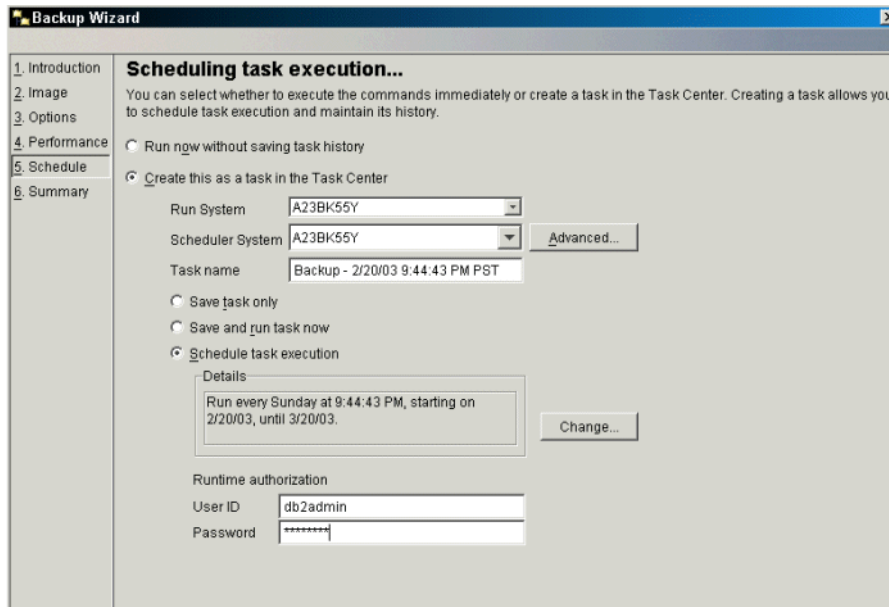 Backup Wizard
1. Introduction
2. Image
3. Options
4. Performance
5. Schedule
6. Summary
Scheduling task execution...
You can select whether to execute the commands immediately or create a task in the Task Center. Creating a task allows you
to schedule task execution and maintain its history.
Run now without saving task history
Create this as a task in the Task Center
Run System A23BK55Y
Scheduler System A23BK55Y Advanced...
Task name Backup - 2/20/03 9:44:43 PM PST
Save task only
Save and run task now
Schedule task execution
Details
Run every Sunday at 9:44:43 PM, starting on
2/20/03, until 3/20/03.
Change...
Runtime authorization
User ID db2admin
Password ********